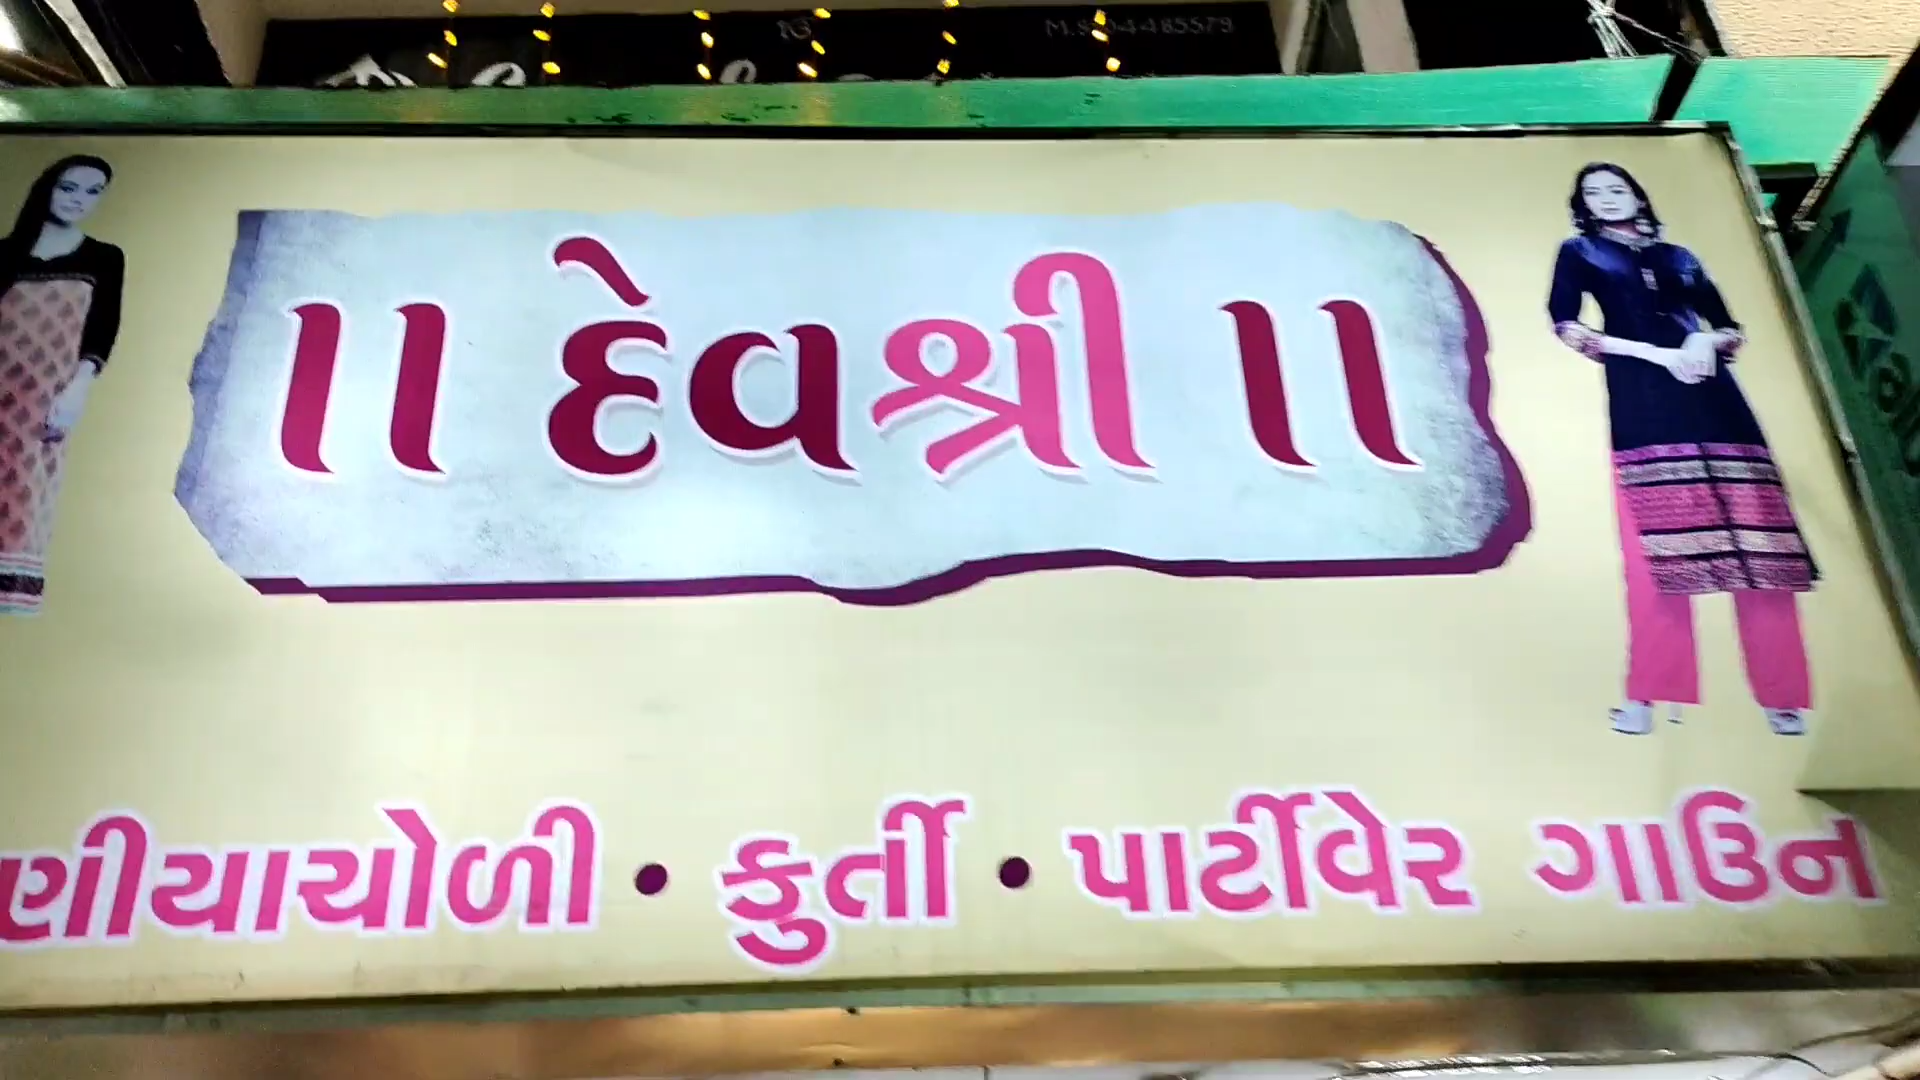 ।। દેવશ્રી ।।
ણીયાચોળી • કુર્તી • પાર્ટીવેર ગાઉન